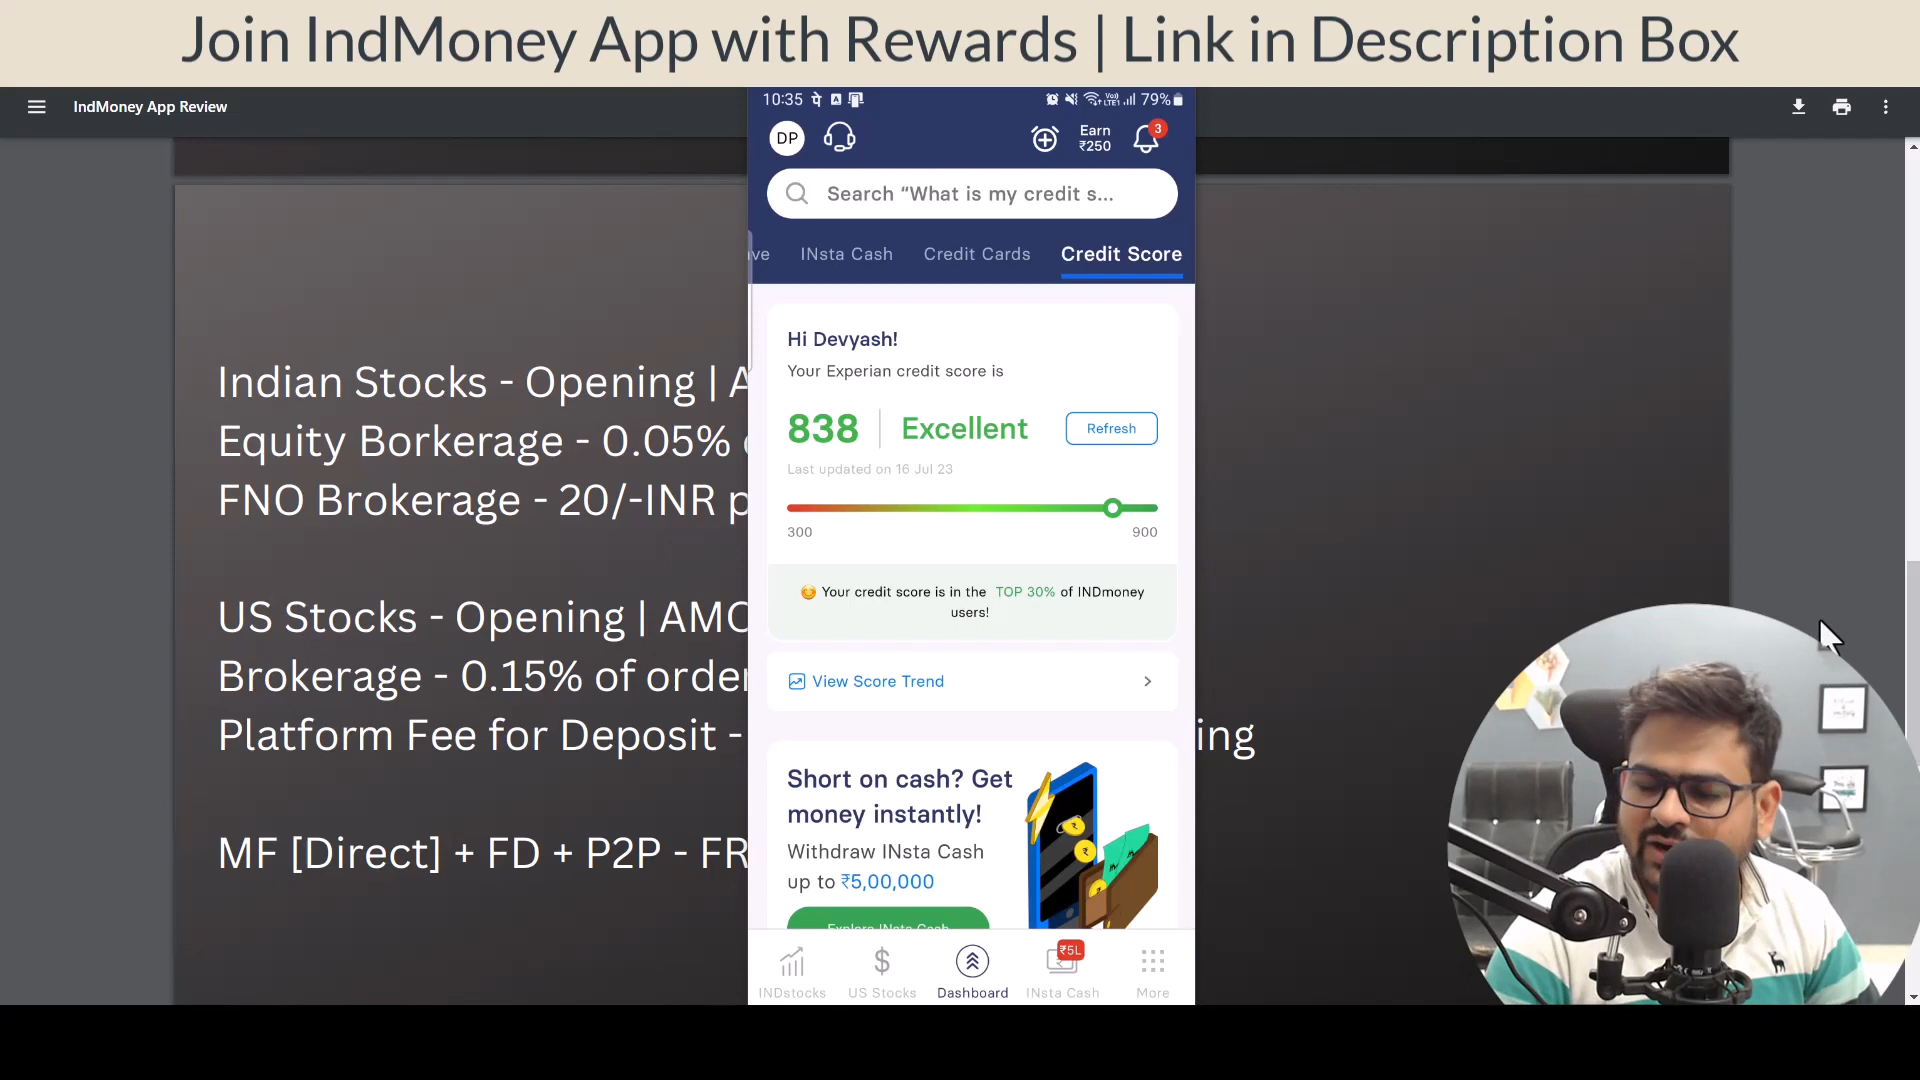 Join IndMoney App with Rewards | Link in Description Box
IndMoney App Review
10:35
79%
DP
Earn
₹250
3
Search “What is my credit s...
ve
INsta Cash
Credit Cards
Credit Score
Hi Devyash!
Your Experian credit score is
838
Excellent
Refresh
Last updated on 16 Jul 23
300
900
Your credit score is in the TOP 30% of INDmoney
users!
View Score Trend
Short on cash? Get
money instantly!
Withdraw INsta Cash
up to ₹5,00,000
Explore INsta Cash
INDstocks
US Stocks
Dashboard
₹5L
INsta Cash
More
Indian Stocks - Opening | A
Equity Borkerage - 0.05%
FNO Brokerage - 20/-INR p
US Stocks - Opening | AMC
Brokerage - 0.15% of order
Platform Fee for Deposit -
ing
MF [Direct] + FD + P2P - FR